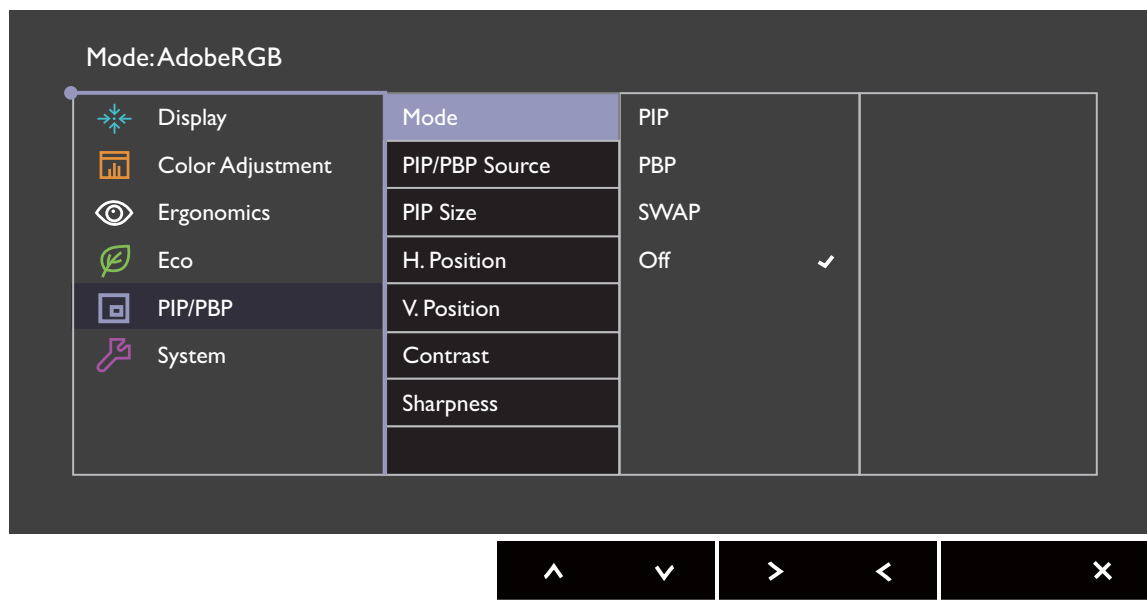 Mode: AdobeRGB
Display
Color Adjustment
Ergonomics
Eco
PIP/PBP
System
Mode
PIP/PBP Source
PIP Size
H. Position
V. Position
Contrast
Sharpness
PIP
PBP
SWAP
Off